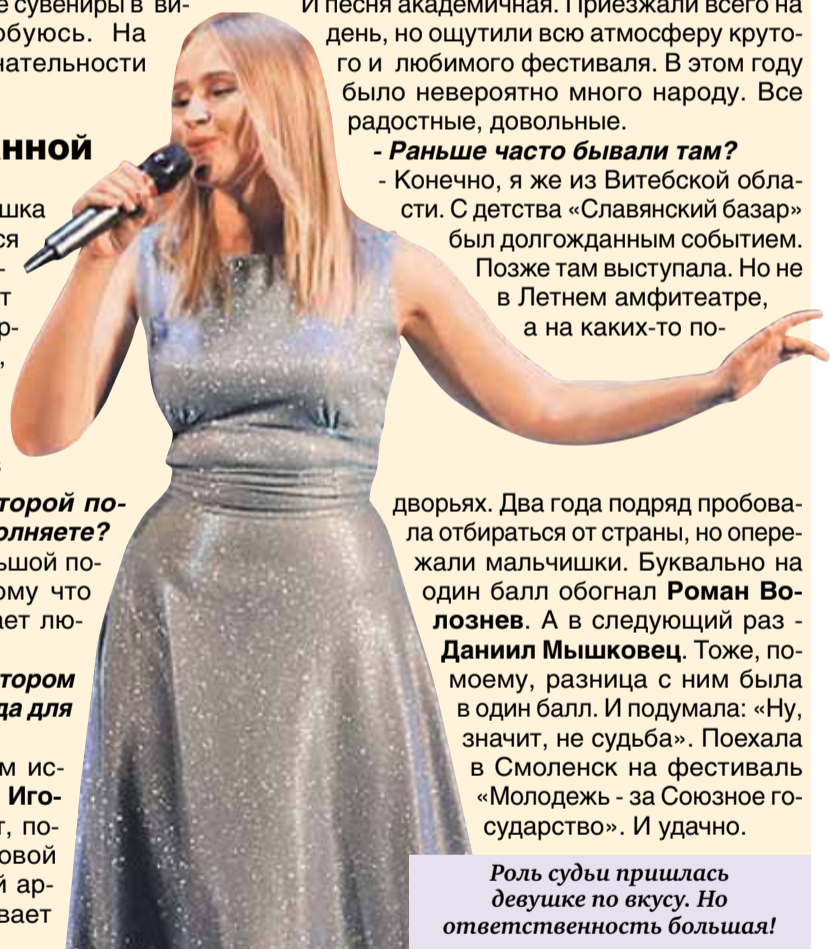 е сувениры в ви-
обуюсь. На
нательности
нной
шка
ся
-
т
р-
,
торой по-
олняете?
ьшой по-
ому что
ает лю-
тором
да для
м ис-
Иго-
т, по-
овой
й ар-
вает
И песня академичная. Приезжали всего на
день, но ощутили всю атмосферу круто-
го и любимого фестиваля. В этом году
было невероятно много народу. Все
радостные, довольные.
- Раньше часто бывали там?
- Конечно, я же из Витебской обла-
сти. С детства «Славянский базар»
был долгожданным событием.
Позже там выступала. Но не
в Летнем амфитеатре,
а на каких-то по-
дворьях. Два года подряд пробова-
ла отбираться от страны, но опере-
жали мальчишки. Буквально на
один балл обогнал Роман Во-
лознев. А в следующий раз -
Даниил Мышковец. Тоже, по-
моему, разница с ним была
в один балл. И подумала: «Ну,
значит, не судьба». Поехала
в Смоленск на фестиваль
«Молодежь - за Союзное го-
сударство». И удачно.
Роль судьи пришлась
девушке по вкусу. Но
ответственность большая!